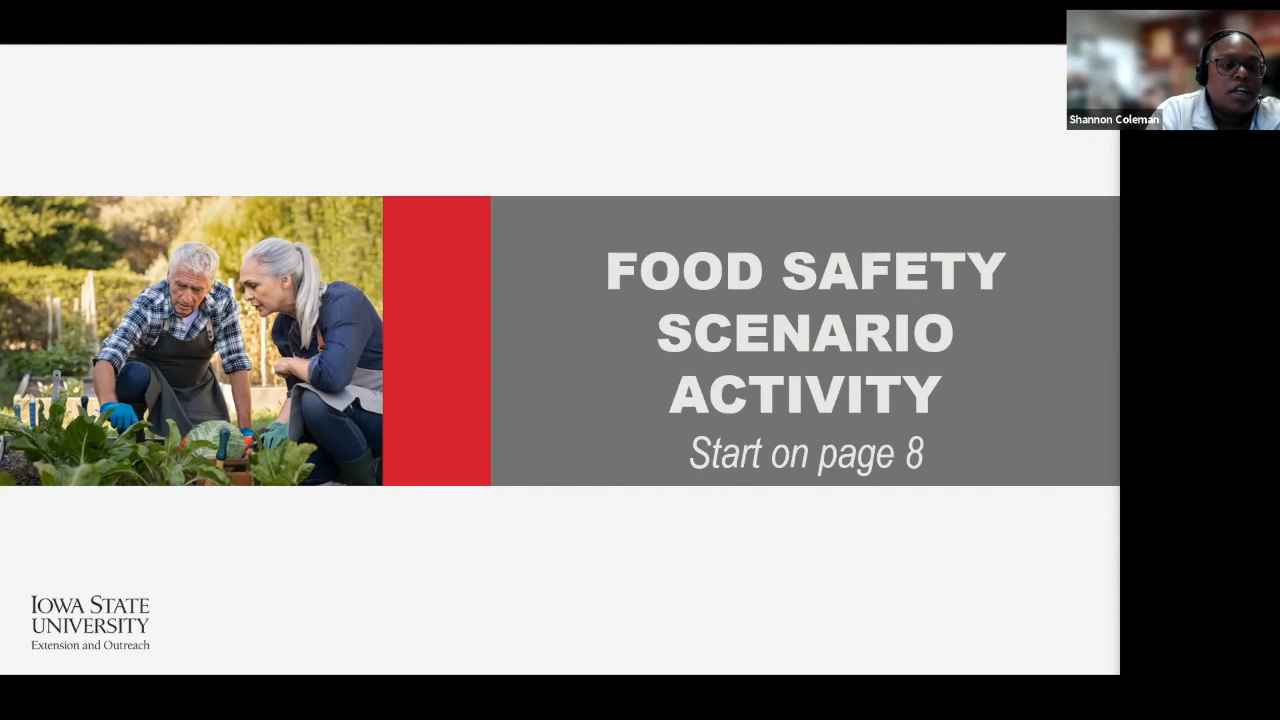 Shannon Coleman
FOOD SAFETY
SCENARIO
ACTIVITY
Start on page 8
IOWA STATE
UNIVERSITY
Extension and Outreach